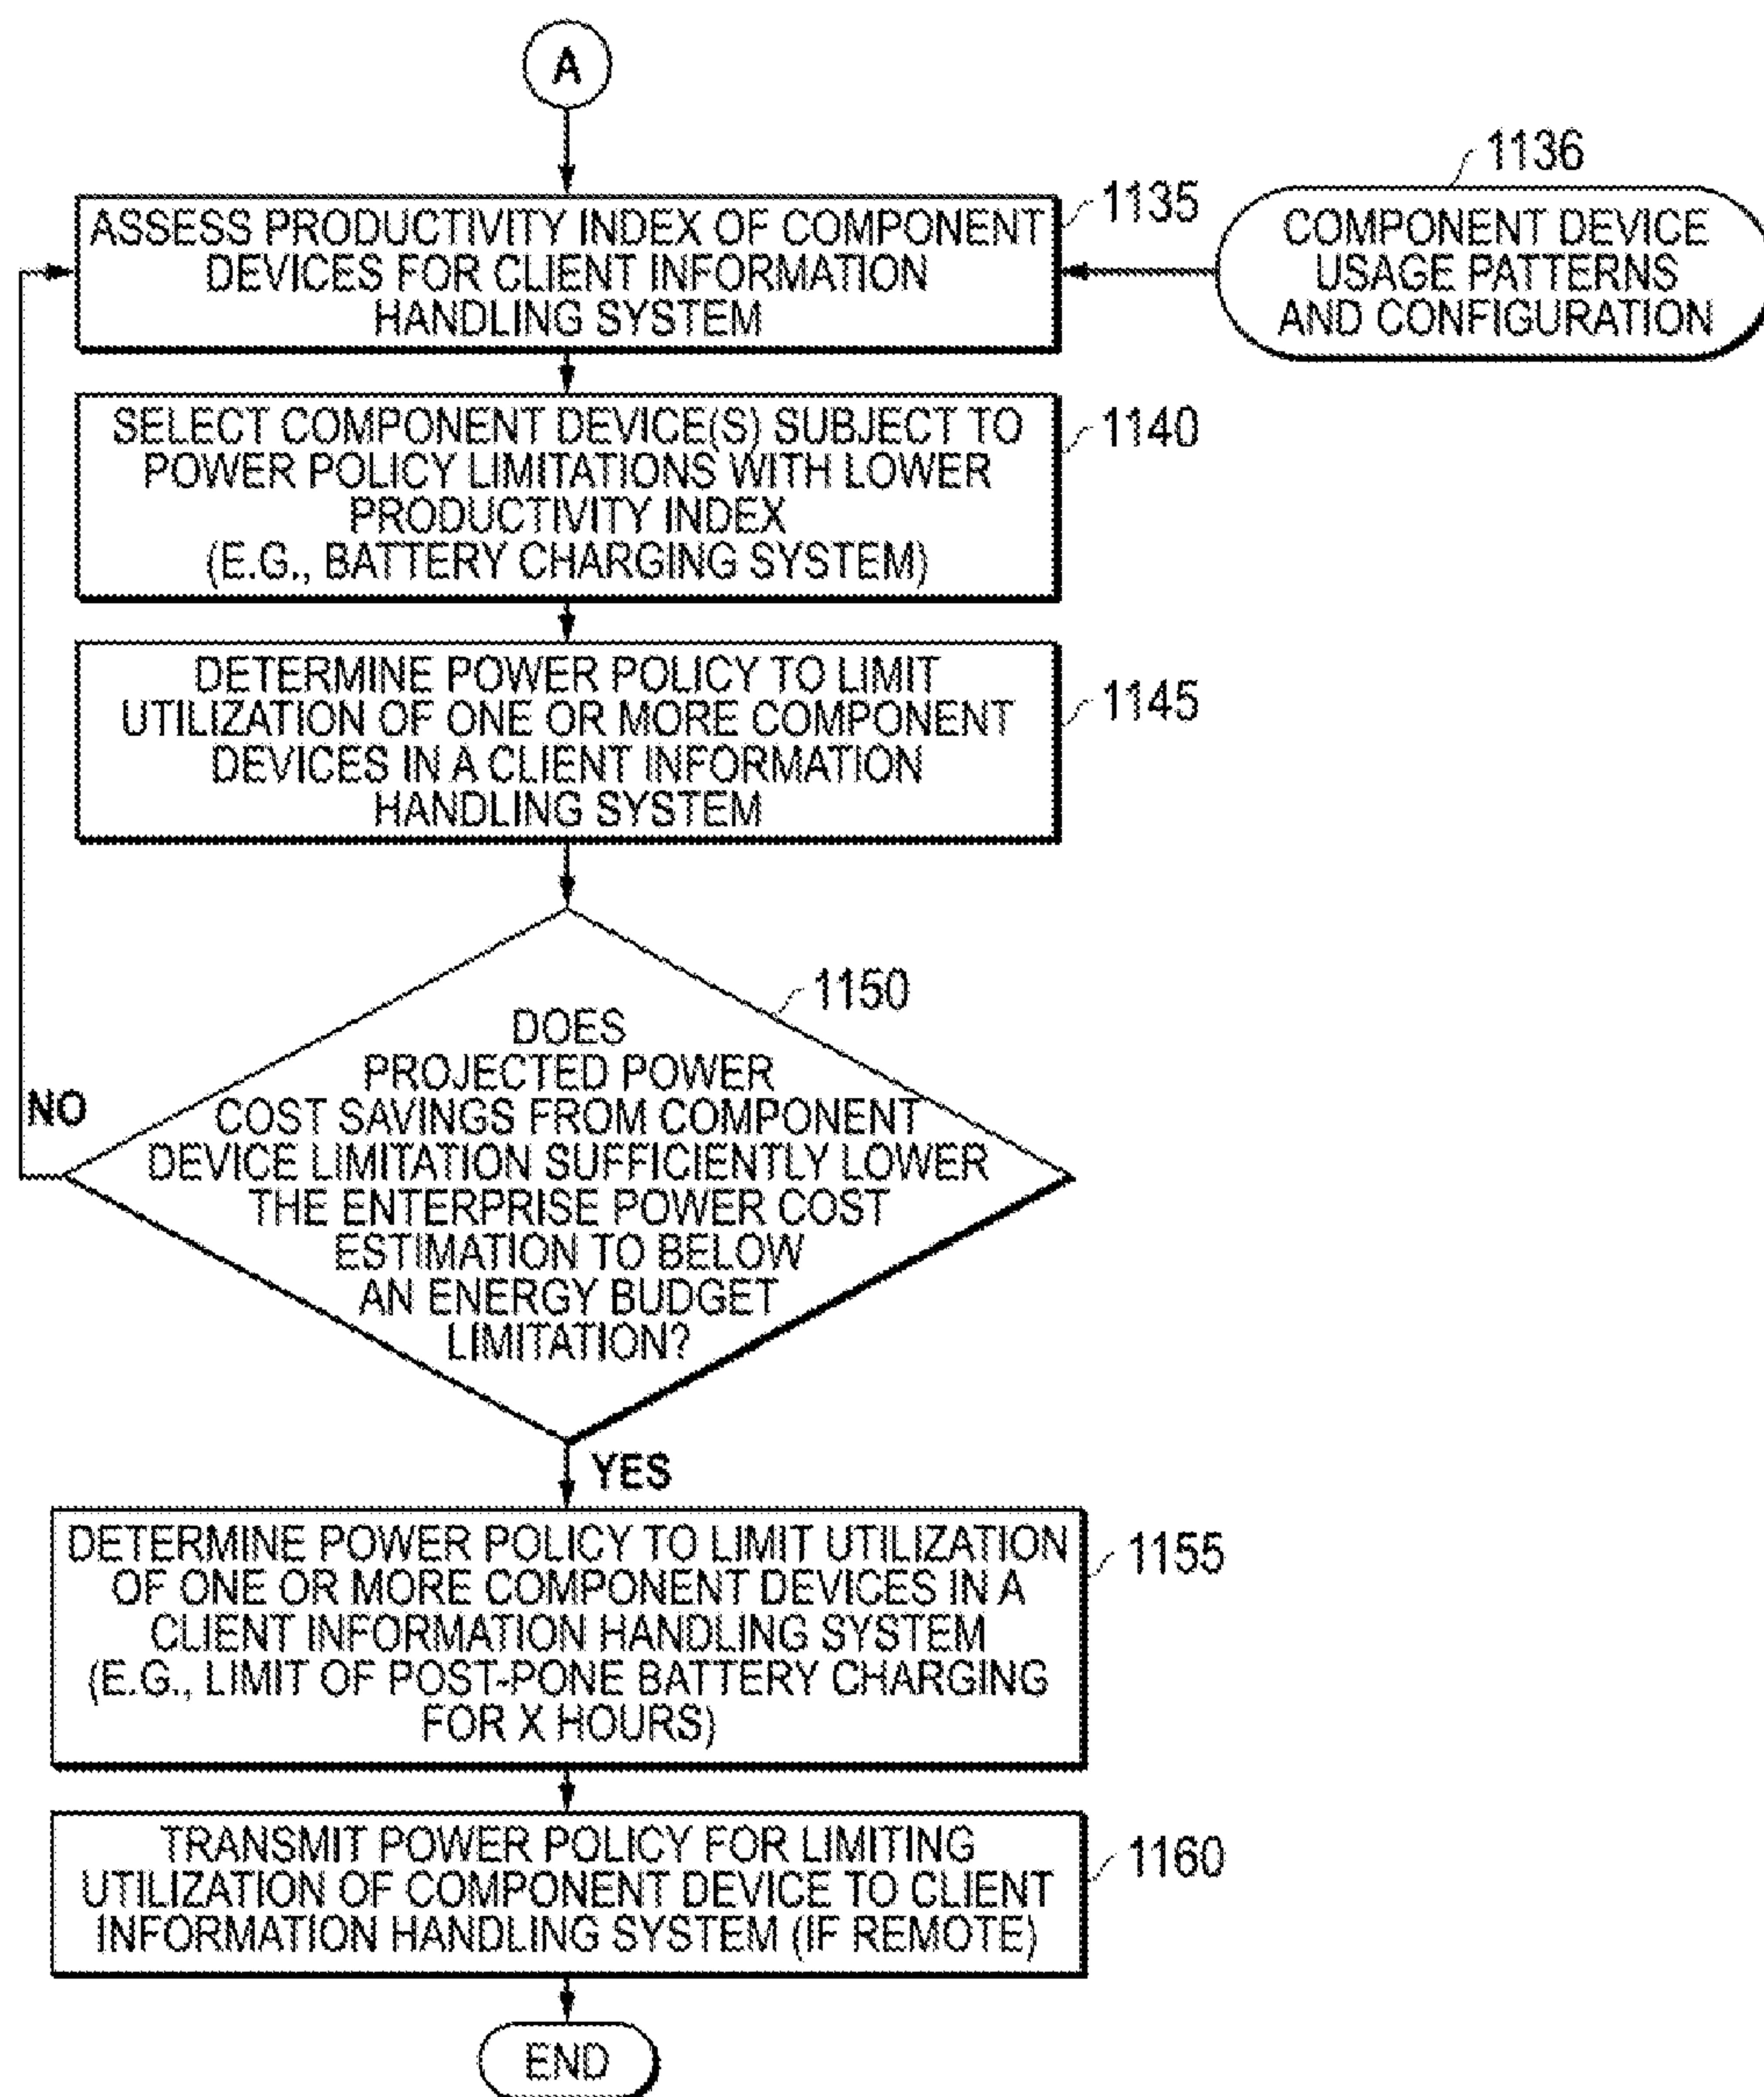 A
1136
1135
ASSESS PRODUCTIVITY INDEX OF COMPONENT
DEVICES FOR CLIENT INFORMATION
HANDLING SYSTEM
COMPONENT DEVICE
USAGE PATTERNS
AND CONFIGURATION
1140
SELECT COMPONENT DEVICE(S) SUBJECT TO
POWER POLICY LIMITATIONS WITH LOWER
PRODUCTIVITY INDEX
(E.G., BATTERY CHARGING SYSTEM)
1145
DETERMINE POWER POLICY TO LIMIT
UTILIZATION OF ONE OR MORE COMPONENT
DEVICES IN A CLIENT INFORMATION
HANDLING SYSTEM
1150
DOES
PROJECTED POWER
COST SAVINGS FROM COMPONENT
DEVICE LIMITATION SUFFICIENTLY LOWER
THE ENTERPRISE POWER COST
ESTIMATION TO BELOW
AN ENERGY BUDGET
LIMITATION?
NO
YES
1155
DETERMINE POWER POLICY TO LIMIT UTILIZATION
OF ONE OR MORE COMPONENT DEVICES IN A
CLIENT INFORMATION HANDLING SYSTEM
(E.G., LIMIT OF POST-PONE BATTERY CHARGING
FOR X HOURS)
1160
TRANSMIT POWER POLICY FOR LIMITING
UTILIZATION OF COMPONENT DEVICE TO CLIENT
INFORMATION HANDLING SYSTEM (IF REMOTE)
END